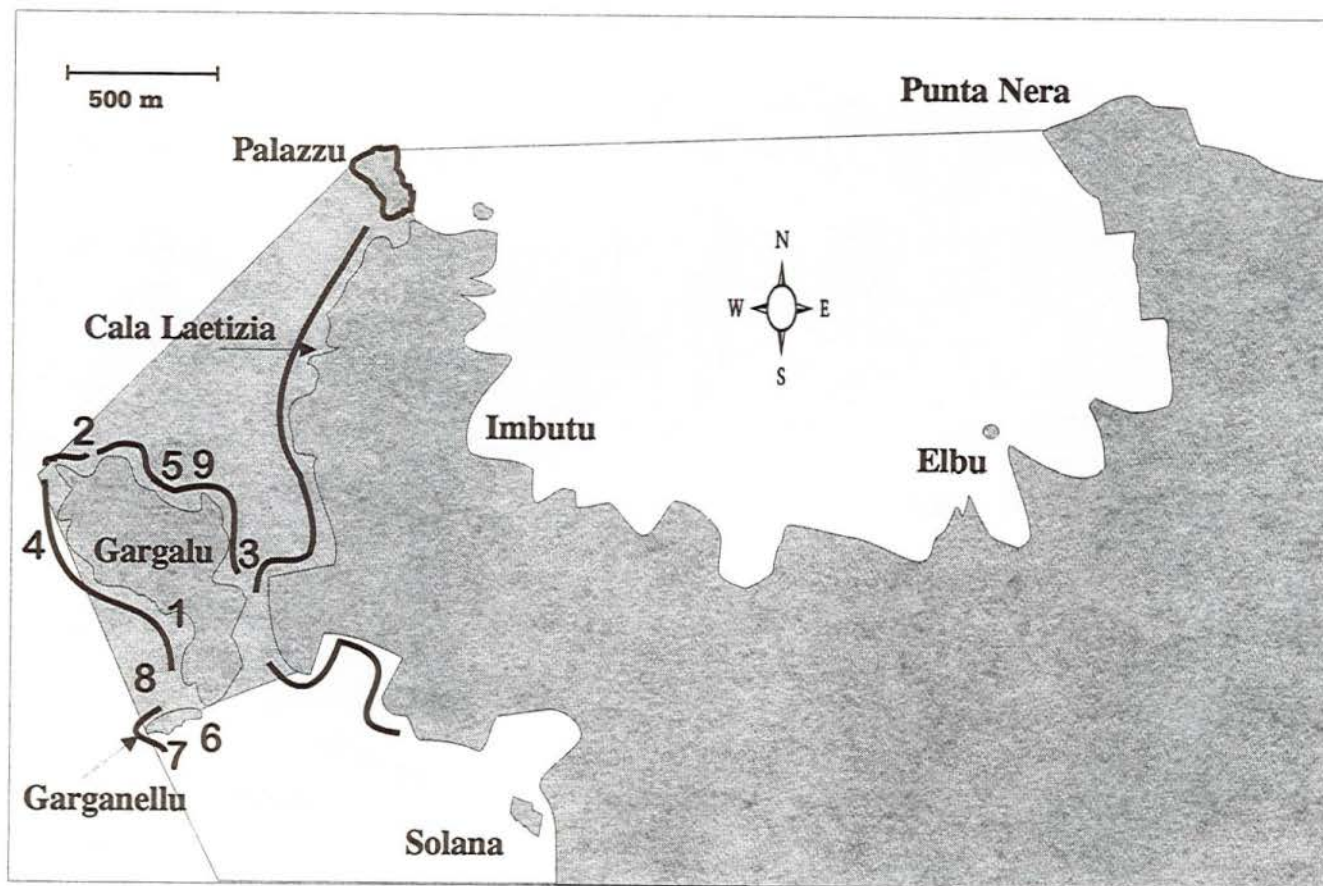 500 m
Punta Nera
Palazzu
N
W E
S
Cala Laetizia
Imbutu
Elbu
2
5 9
4
Gargalu
3
1
8
6
7
Garganellu
Solana